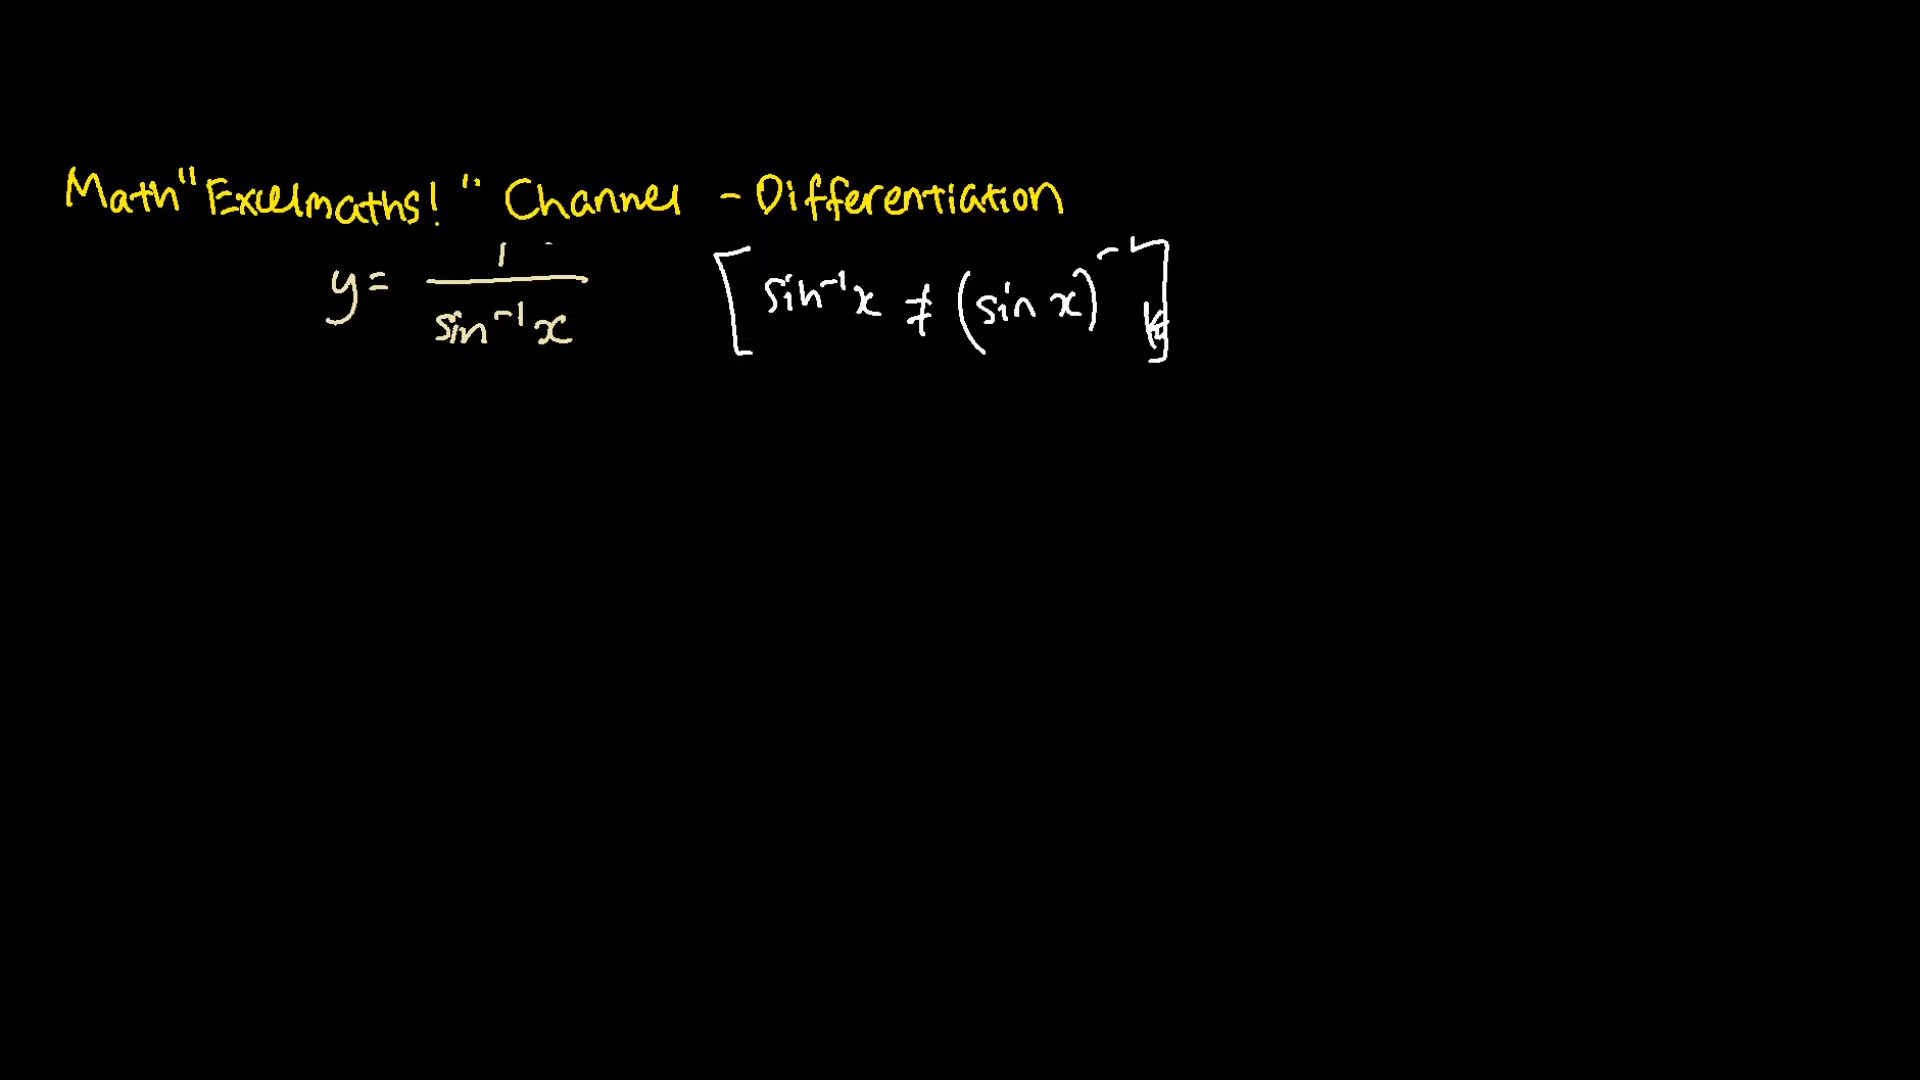 Math "Excelmaths!" Channel - Differentiation
y = 1 / sin⁻¹x [sin⁻¹x ≠ (sin x)⁻¹]